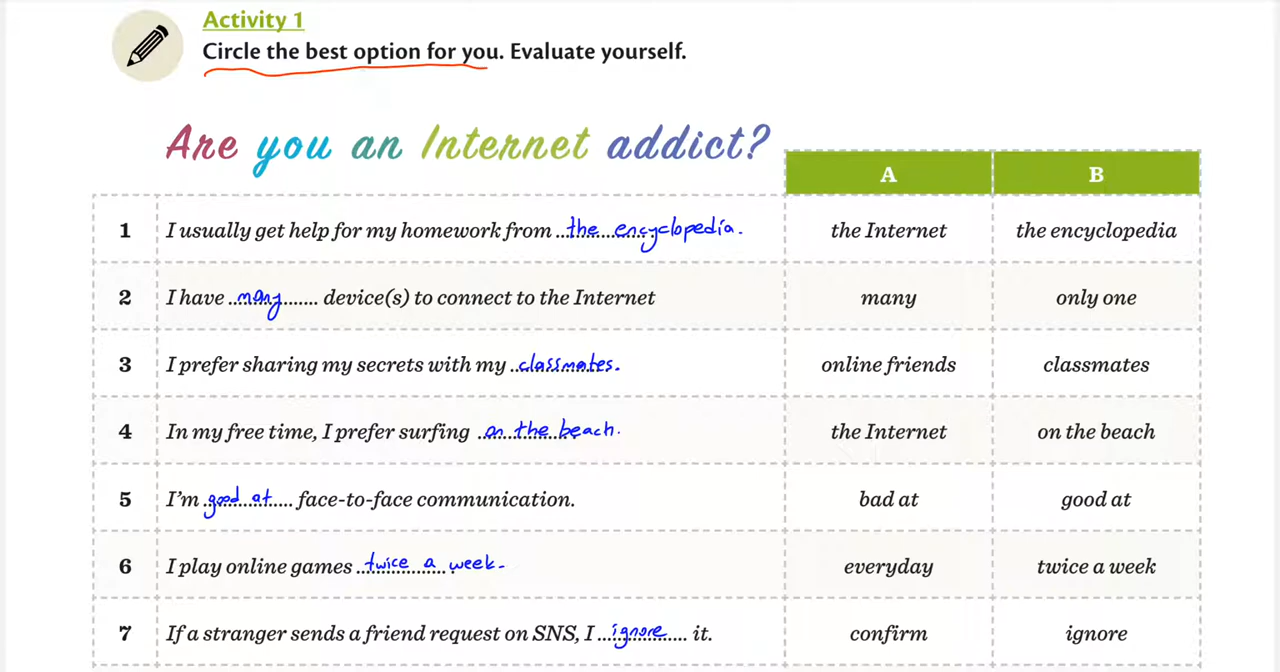 Activity 1
Circle the best option for you. Evaluate yourself.
Are you an Internet addict?
A B
1 I usually get help for my homework from the encyclopedia. the Internet the encyclopedia
2 I have many device(s) to connect to the Internet many only one
3 I prefer sharing my secrets with my classmates. online friends classmates
4 In my free time, I prefer surfing on the beach. the Internet on the beach
5 I'm good at face-to-face communication. bad at good at
6 I play online games twice a week. everyday twice a week
7 If a stranger sends a friend request on SNS, I ignore it. confirm ignore